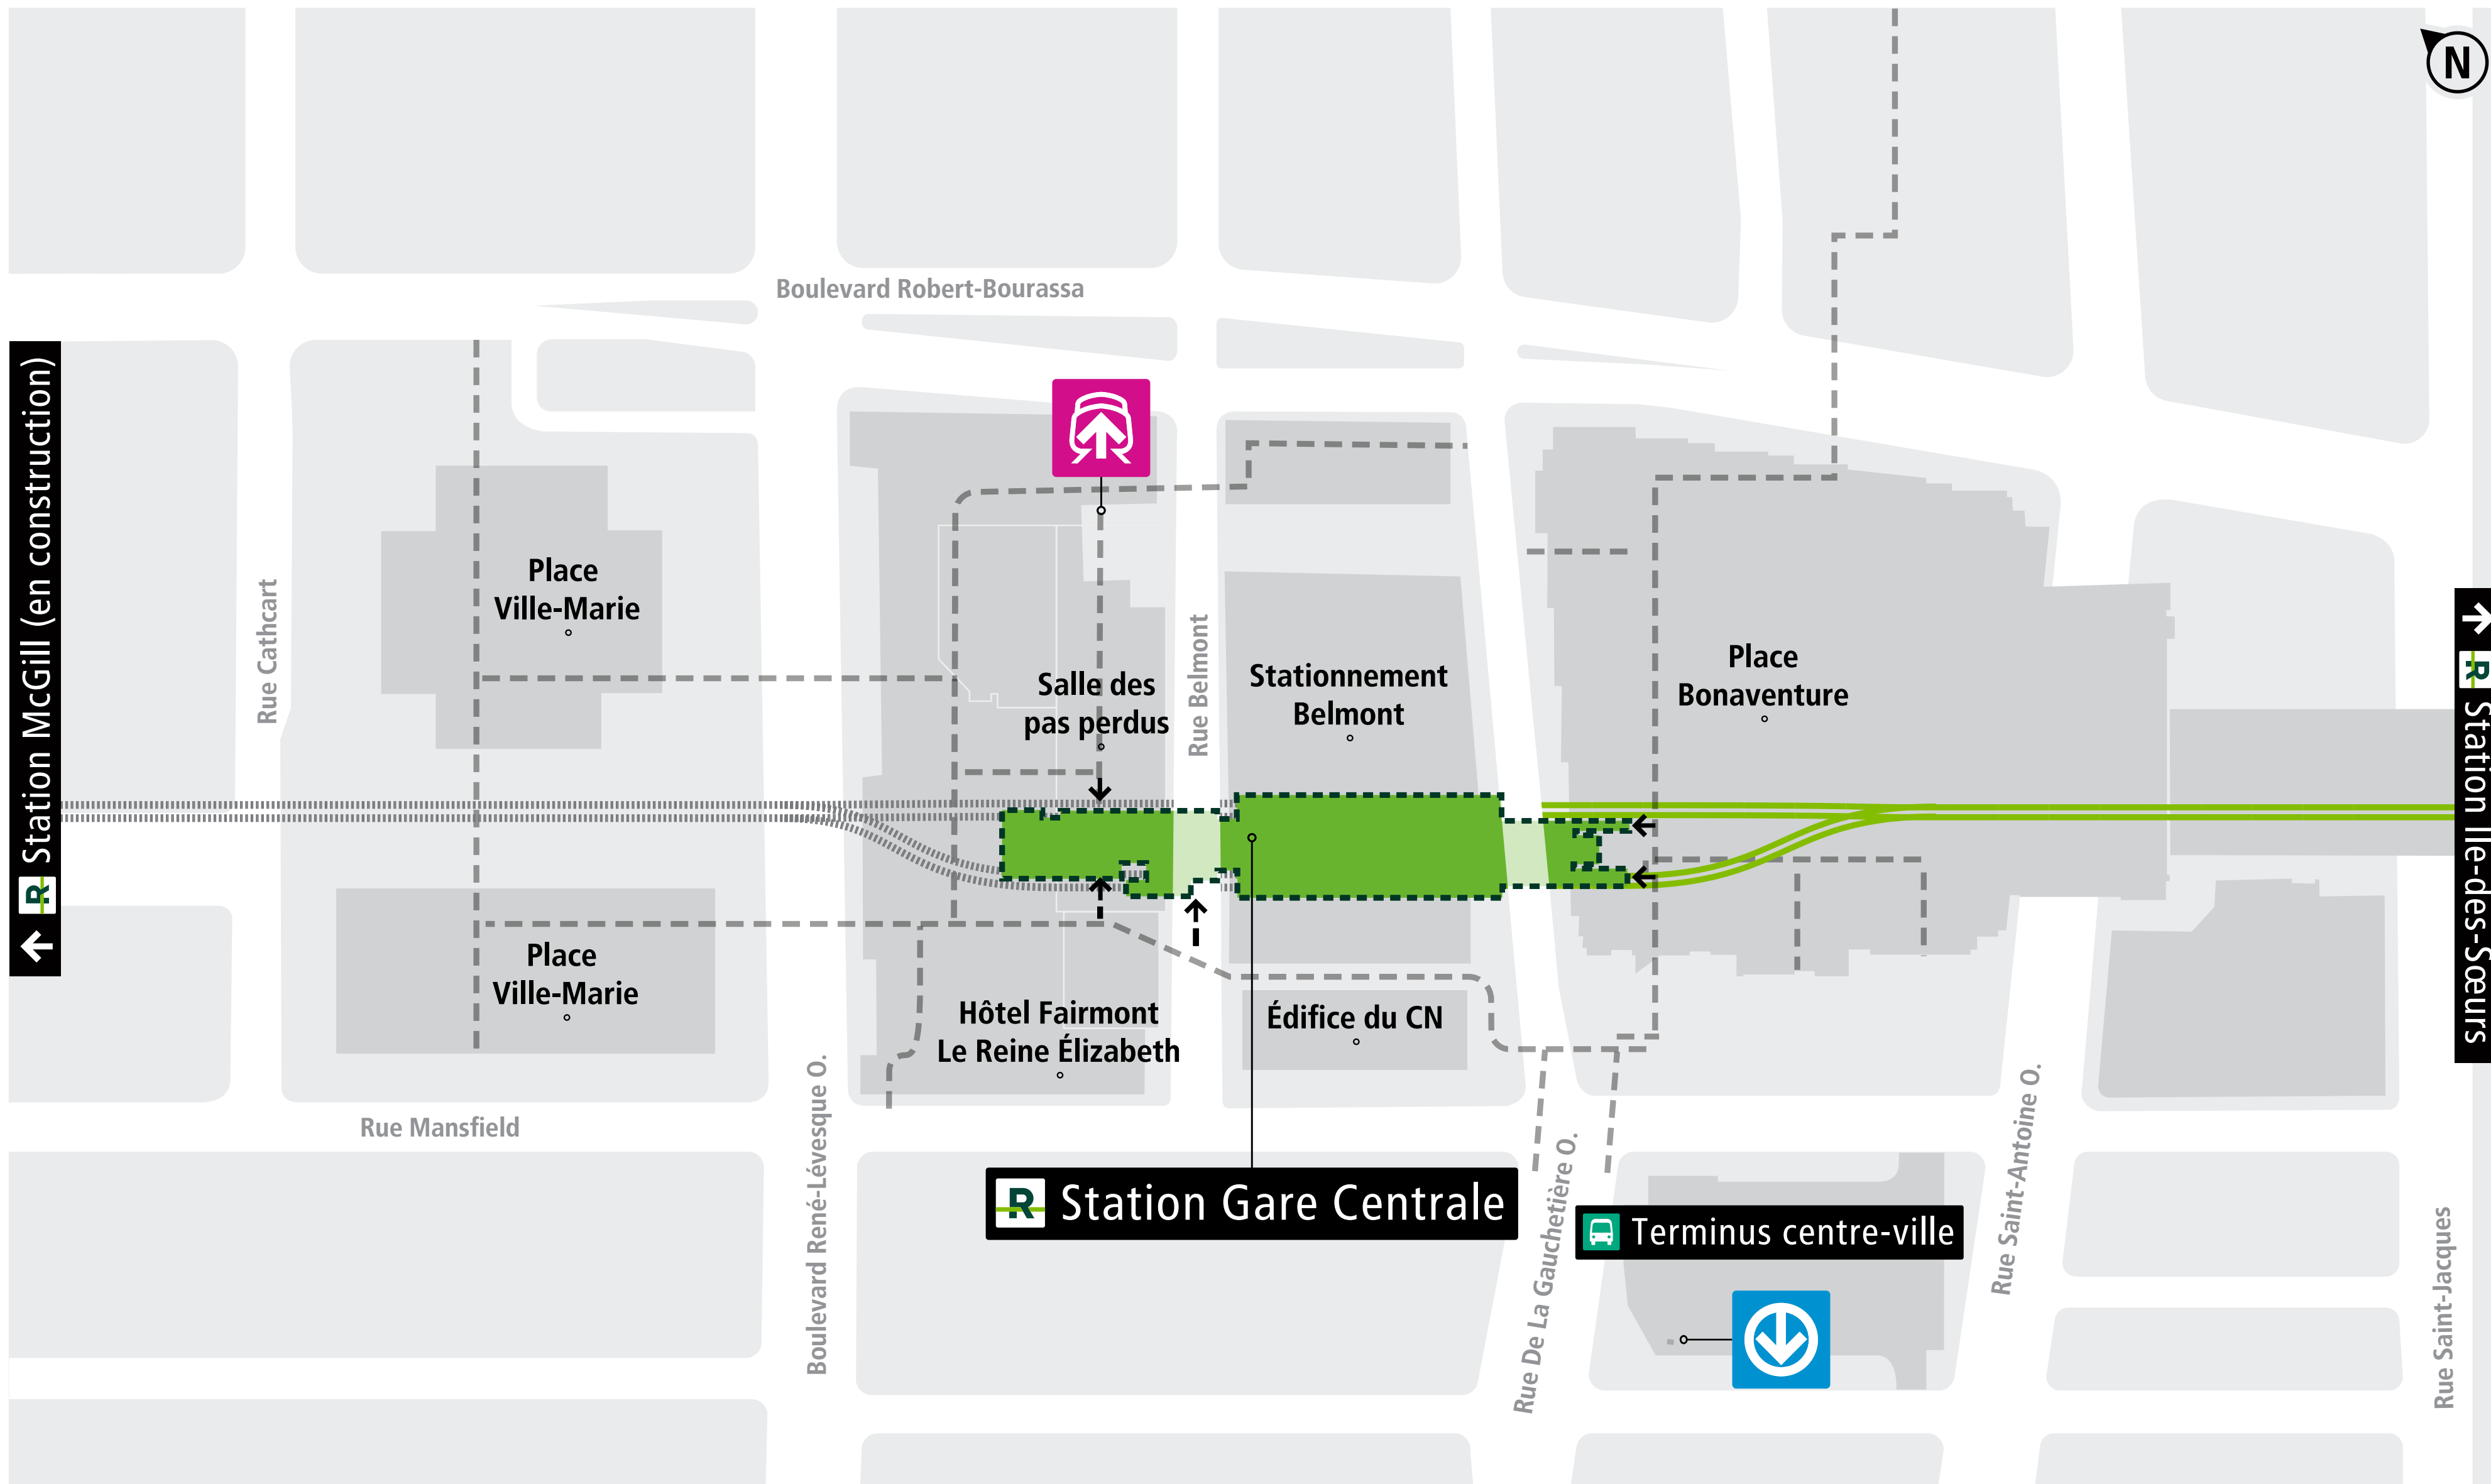 N
Boulevard Robert-Bourassa
Station McGill (en construction)
R
Rue Cathcart
Place
Ville-Marie
Salle des
pas perdus
Rue Belmont
Stationnement
Belmont
Place
Bonaventure
R
Station Ile-des-Sœurs
Place
Ville-Marie
Hôtel Fairmont
Le Reine Élizabeth
Édifice du CN
Rue Mansfield
Boulevard René-Lévesque O.
R
Station Gare Centrale
Rue De La Gauchetière O.
Terminus centre-ville
Rue Saint-Antoine O.
Rue Saint-Jacques